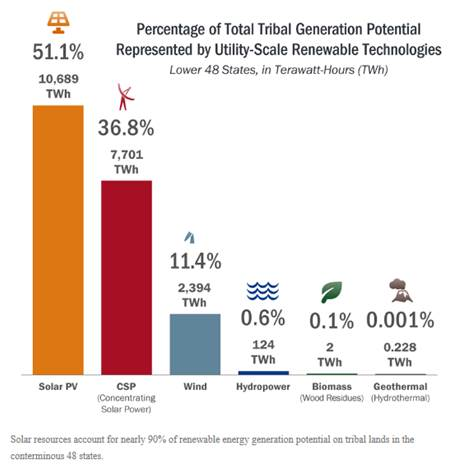 Percentage of Total Tribal Generation Potential
Represented by Utility-Scale Renewable Technologies
Lower 48 States, in Terawatt-Hours (TWh)
51.1%
10,689
TWh
36.8%
7,701
TWh
11.4%
2,394
TWh
0.6%
124
TWh
0.1%
2
TWh
0.001%
0.228
TWh
Solar PV
CSP
(Concentrating
Solar Power)
Wind
Hydropower
Biomass
(Wood Residues)
Geothermal
(Hydrothermal)
Solar resources account for nearly 90% of renewable energy generation potential on tribal lands in the
conterminous 48 states.